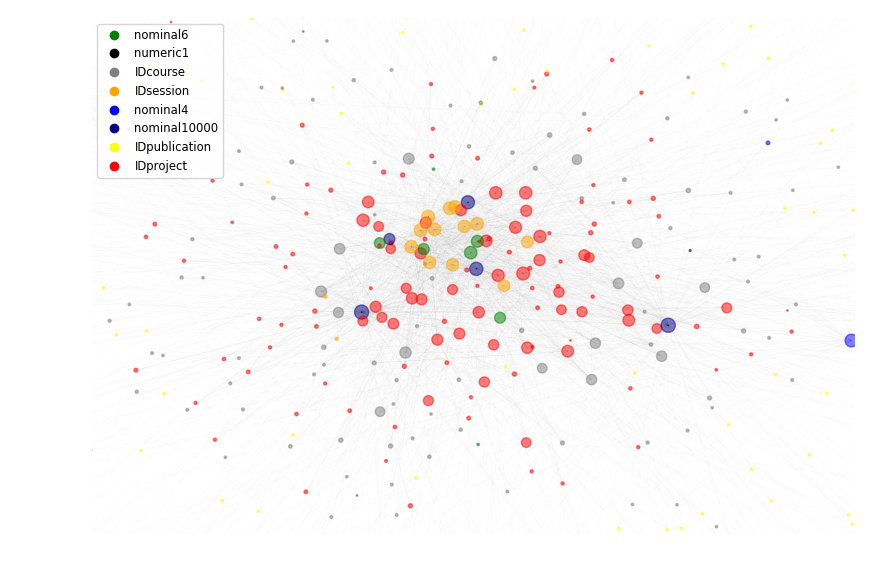 nominal6
numeric1
IDcourse
IDsession
nominal4
nominal10000
IDpublication
IDproject